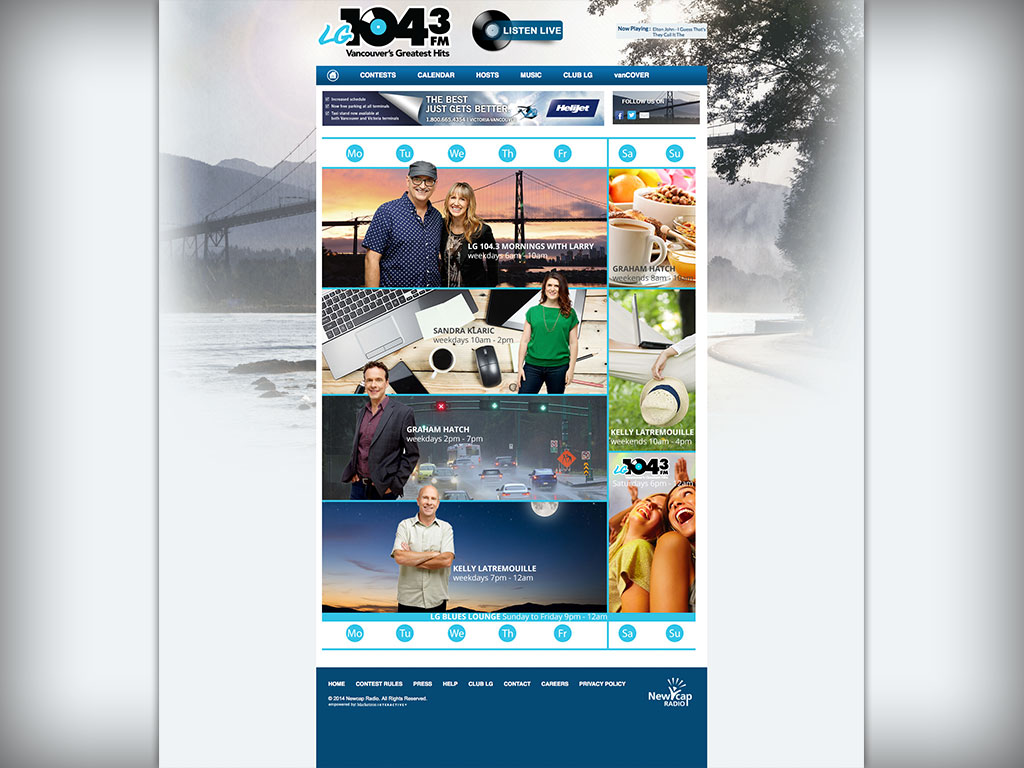 LG 104.3 FM
Vancouver's Greatest Hits
LISTEN LIVE
Now Playing : Elton John - I Guess That's
They Call It The
CONTESTS CALENDAR HOSTS MUSIC CLUB LG vanCOVER
Increased schedule
Now free parking at all terminals
Taxi stand now available at
both Vancouver and Victoria terminals
THE BEST
JUST GETS BETTER
1.800.665.4354 | VICTORIA·VANCOUVER
Helijet
FOLLOW US ON
Mo Tu We Th Fr Sa Su
LG 104.3 MORNINGS WITH LARRY
weekdays 6am - 10am
GRAHAM HATCH
weekends 8am - 10am
SANDRA KLARIC
weekdays 10am - 2pm
GRAHAM HATCH
weekdays 2pm - 7pm
KELLY LATREMOUILLE
weekends 10am - 4pm
LG 104.3 FM
Saturdays 6pm - 12am
KELLY LATREMOUILLE
weekdays 7pm - 12am
LG BLUES LOUNGE Sunday to Friday 9pm - 12am
Mo Tu We Th Fr Sa Su
HOME CONTEST RULES PRESS HELP CLUB LG CONTACT CAREERS PRIVACY POLICY
© 2014 Newcap Radio. All Rights Reserved.
empowered by: Marketron INTERACTIVE
Newcap
RADIO